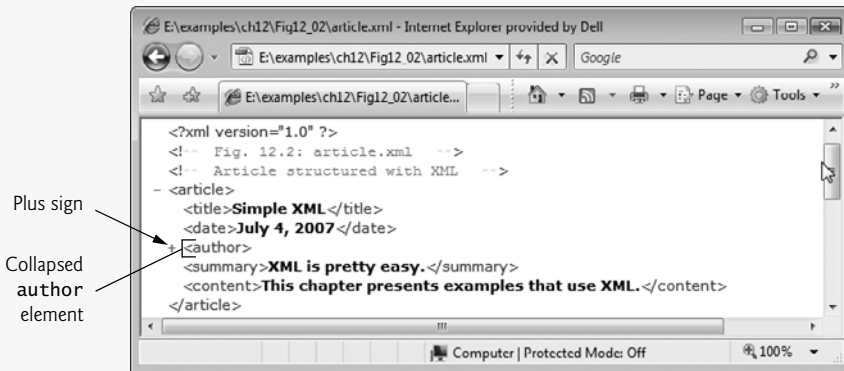 E:\examples\ch12\Fig12_02\article.xml - Internet Explorer provided by Dell
E:\examples\ch12\Fig12_02\article.xml
Google
E:\examples\ch12\Fig12_02\article...
Page
Tools
»
<?xml version="1.0" ?>
<!-- Fig. 12.2: article.xml -->
<!-- Article structured with XML -->
- <article>
<title>Simple XML</title>
<date>July 4, 2007</date>
Plus sign
+ <author>
Collapsed
author
element
<summary>XML is pretty easy.</summary>
<content>This chapter presents examples that use XML.</content>
</article>
Computer | Protected Mode: Off
100%